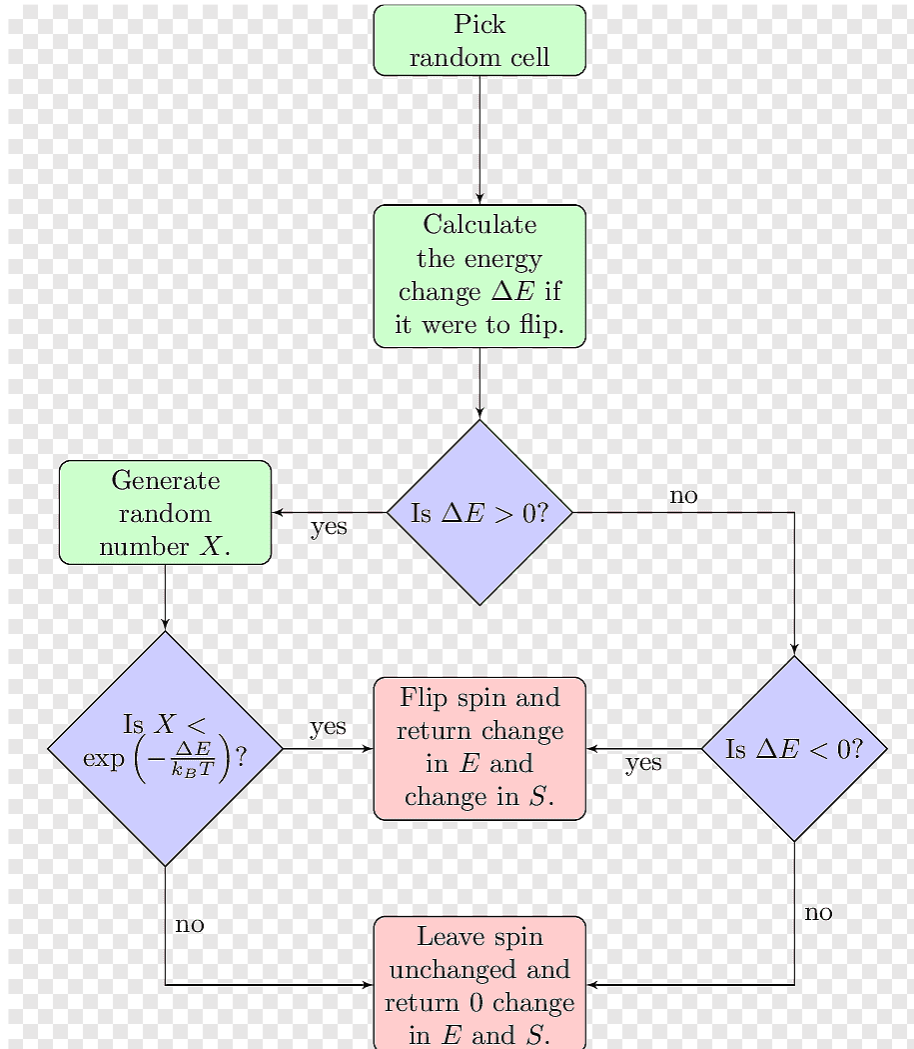 Pick
random cell
Calculate
the energy
change ΔE if
it were to flip.
Is ΔE > 0?
yes
no
Generate
random
number X.
Is X <
exp(−ΔE/k_BT)?
yes
no
Flip spin and
return change
in E and
change in S.
Is ΔE < 0?
yes
no
Leave spin
unchanged and
return 0 change
in E and S.